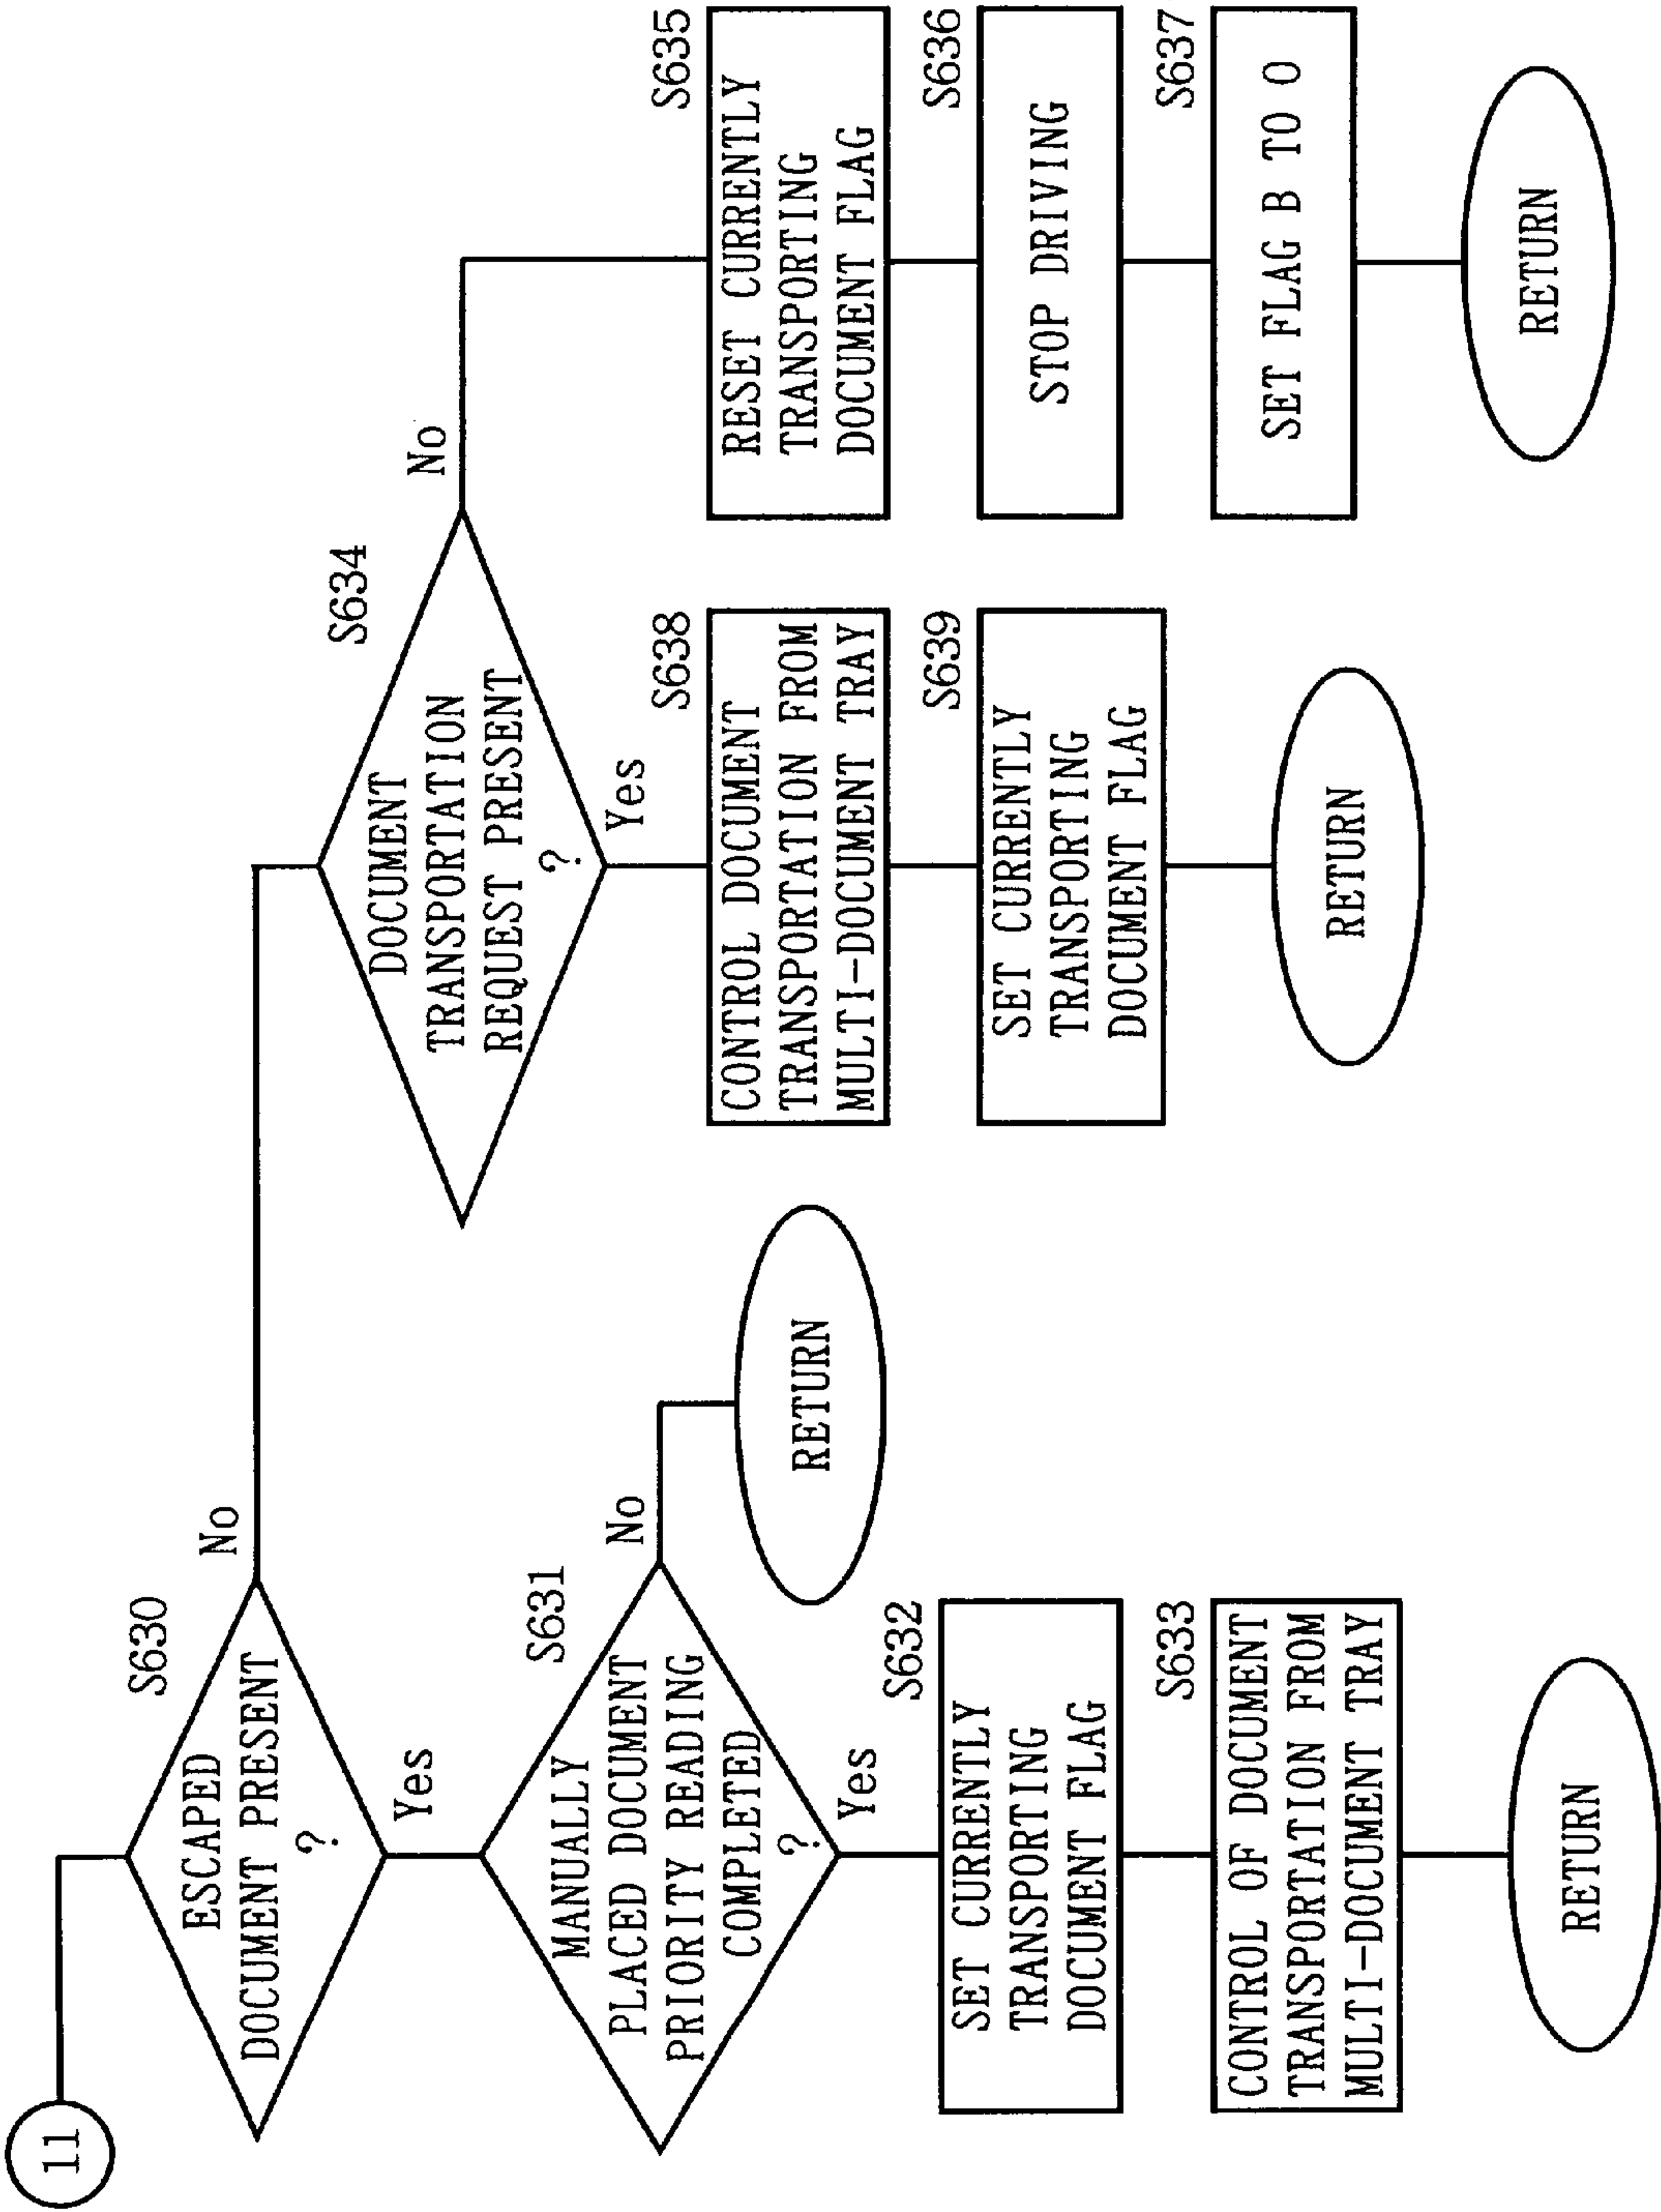 11
S630
ESCAPED
DOCUMENT PRESENT
?
No
Yes
S631
MANUALLY
PLACED DOCUMENT
PRIORITY READING
COMPLETED
?
No
RETURN
Yes
S632
SET CURRENTLY
TRANSPORTING
DOCUMENT FLAG
S633
CONTROL OF DOCUMENT
TRANSPORTATION FROM
MULTI-DOCUMENT TRAY
RETURN
S634
DOCUMENT
TRANSPORTATION
REQUEST PRESENT
?
No
Yes
S638
CONTROL DOCUMENT
TRANSPORTATION FROM
MULTI-DOCUMENT TRAY
S639
SET CURRENTLY
TRANSPORTING
DOCUMENT FLAG
RETURN
S635
RESET CURRENTLY
TRANSPORTING
DOCUMENT FLAG
S636
STOP DRIVING
S637
SET FLAG B TO 0
RETURN